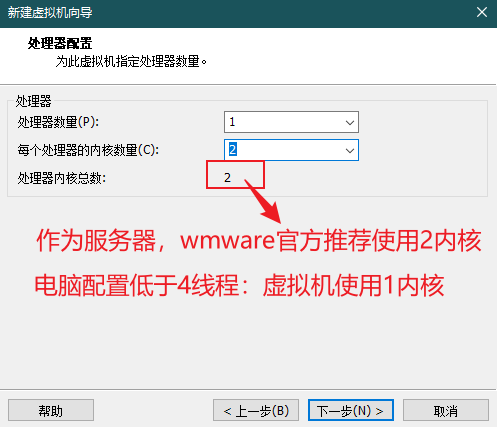 新建虚拟机向导
处理器配置
为此虚拟机指定处理器数量。
处理器
处理器数量(P): 1
每个处理器的内核数量(C): 2
处理器内核总数: 2
作为服务器，wmware官方推荐使用2内核
电脑配置低于4线程：虚拟机使用1内核
帮助 < 上一步(B) 下一步(N) > 取消